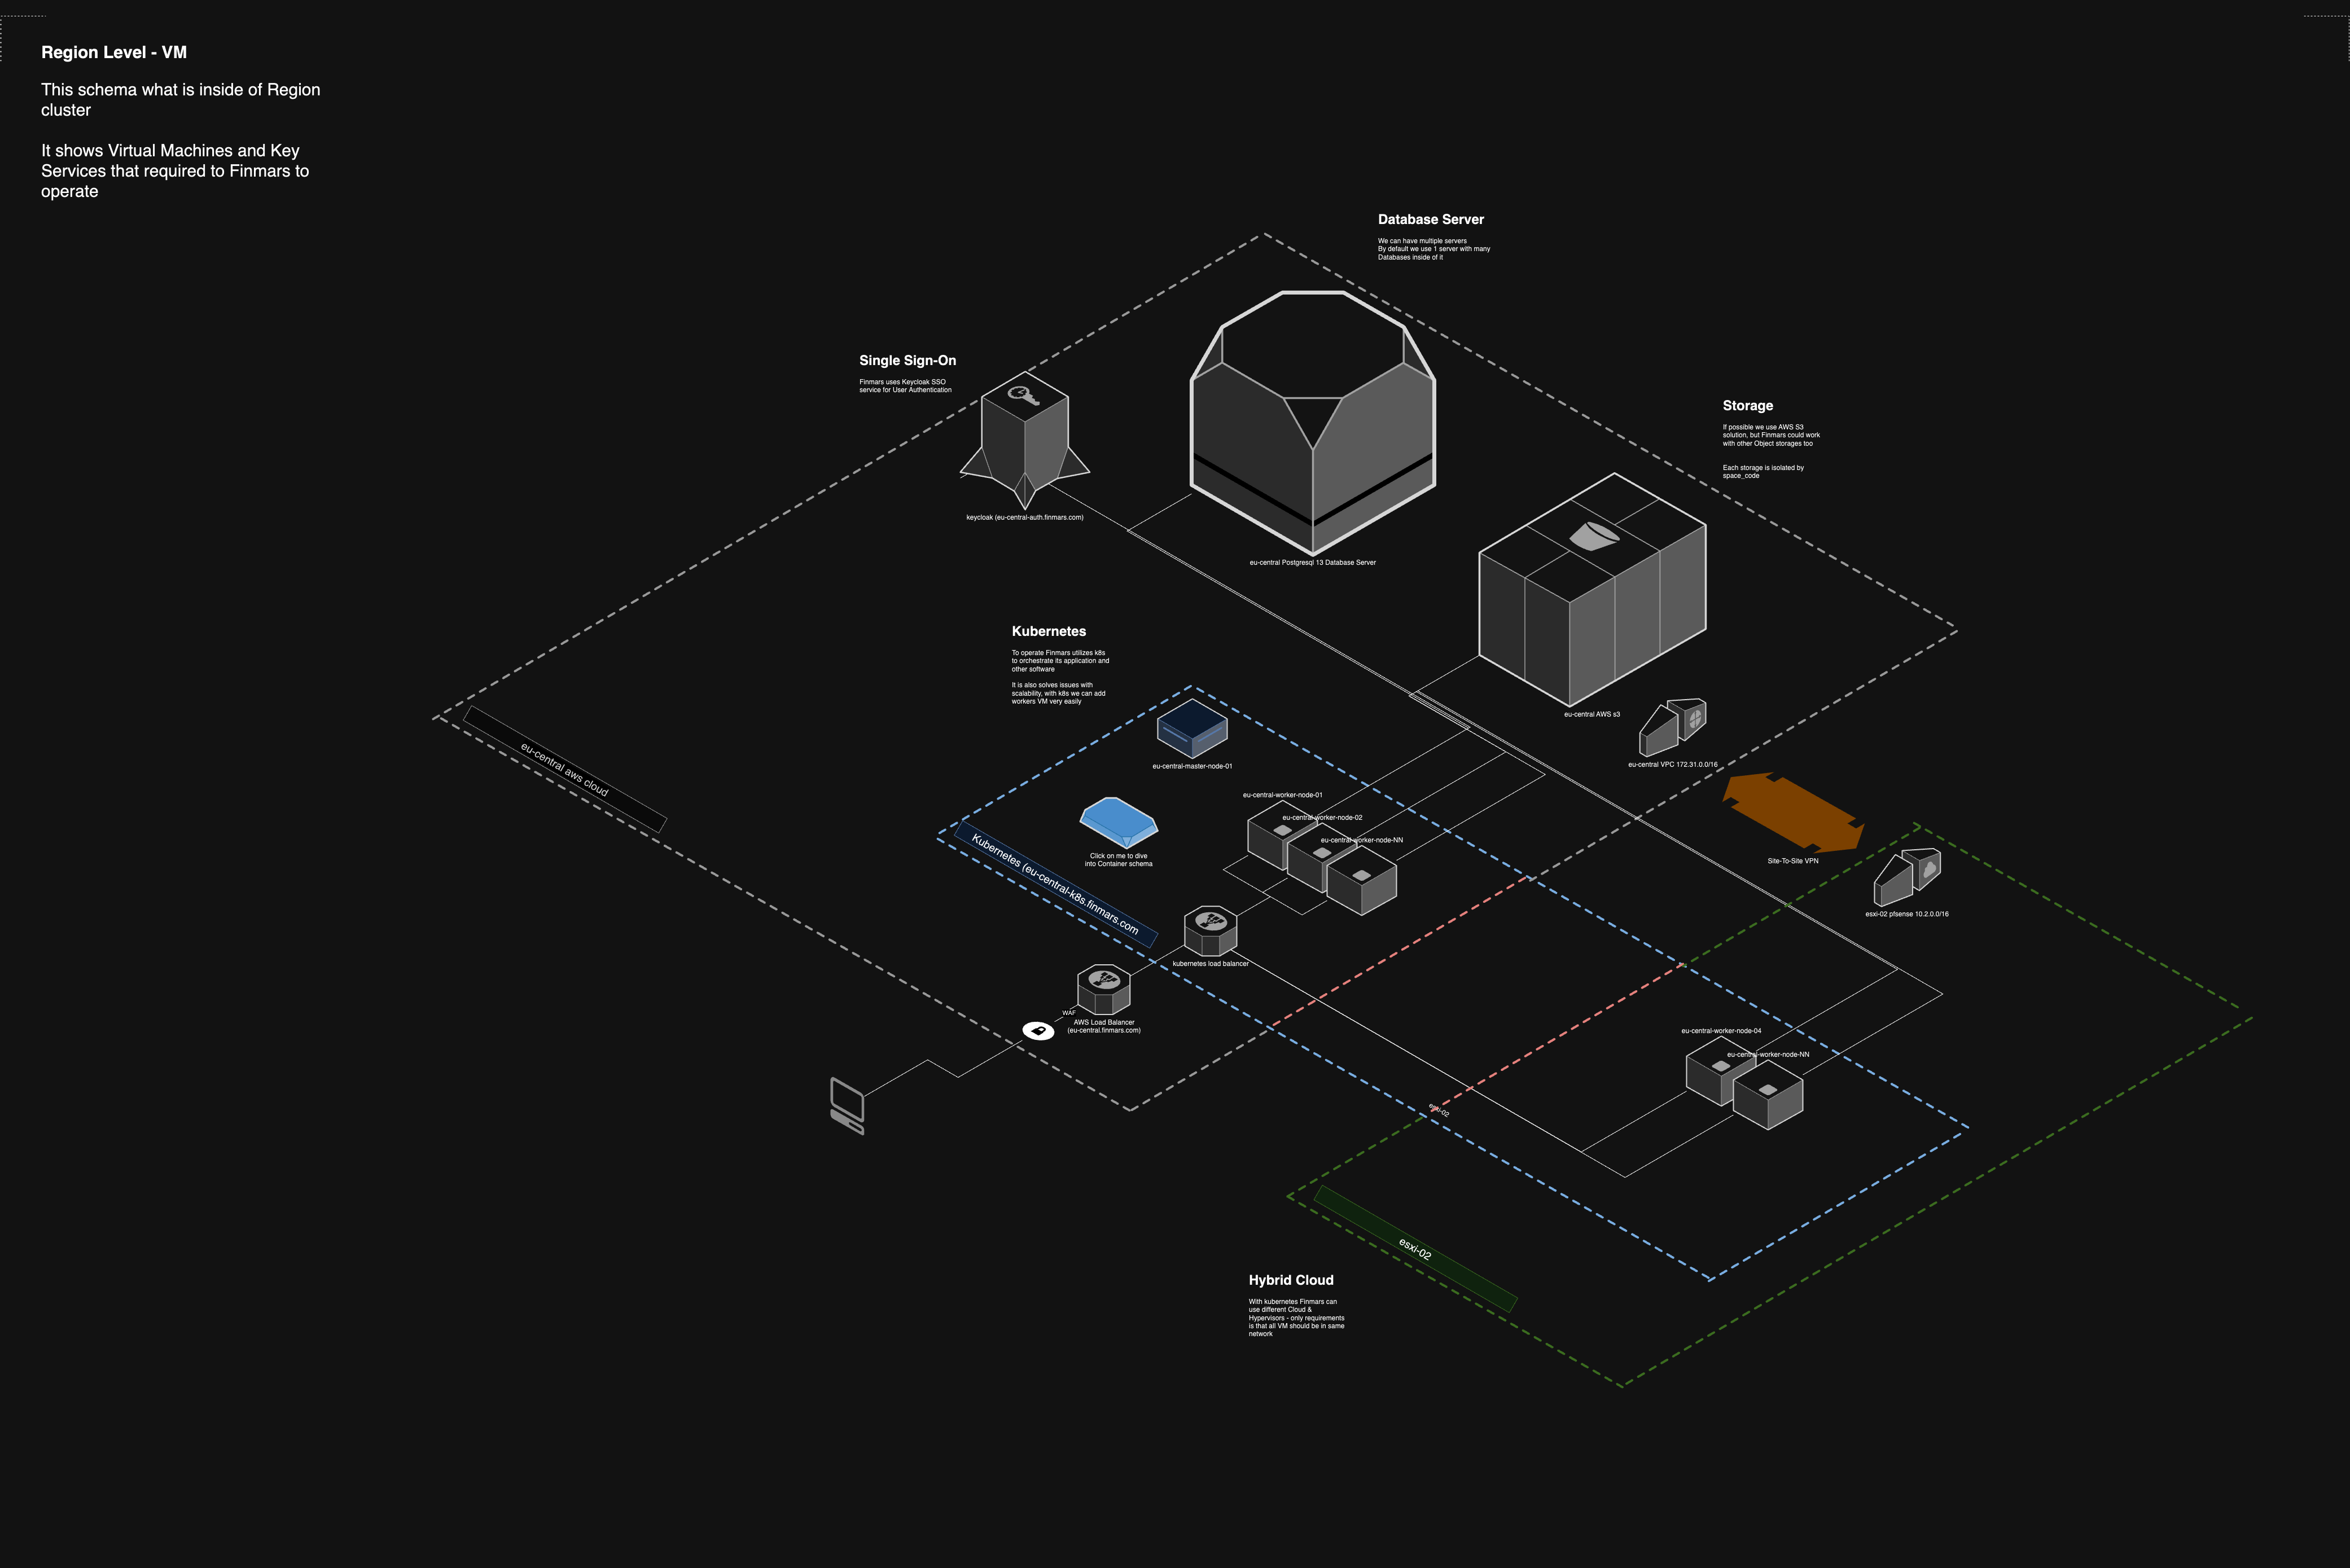 Region Level - VM
This schema what is inside of Region
cluster
It shows Virtual Machines and Key
Services that required to Finmars to
operate
Database Server
We can have multiple servers
By default we use 1 server with many
Databases inside of it
Single Sign-On
Finmars uses Keycloak SSO
service for User Authentication
keycloak (eu-central-auth.finmars.com)
eu-central Postgresql 13 Database Server
Storage
If possible we use AWS S3
solution, but Finmars could work
with other Object storages too
Each storage is isolated by
space_code
eu-central AWS s3
Kubernetes
To operate Finmars utilizes k8s
to orchestrate its application and
other software
It is also solves issues with
scalability, with k8s we can add
workers VM very easily
eu-central-master-node-01
eu-central VPC 172.31.0.0/16
eu-central aws cloud
eu-central-worker-node-01
eu-central-worker-node-02
eu-central-worker-node-NN
Click on me to dive
into Container schema
Site-To-Site VPN
esxi-02 pfsense 10.2.0.0/16
Kubernetes (eu-central-k8s.finmars.com
kubernetes load balancer
WAF
AWS Load Balancer
(eu-central.finmars.com)
eu-central-worker-node-04
eu-central-worker-node-NN
esxi-02
esxi-02
Hybrid Cloud
With kubernetes Finmars can
use different Cloud &
Hypervisors - only requirements
is that all VM should be in same
network